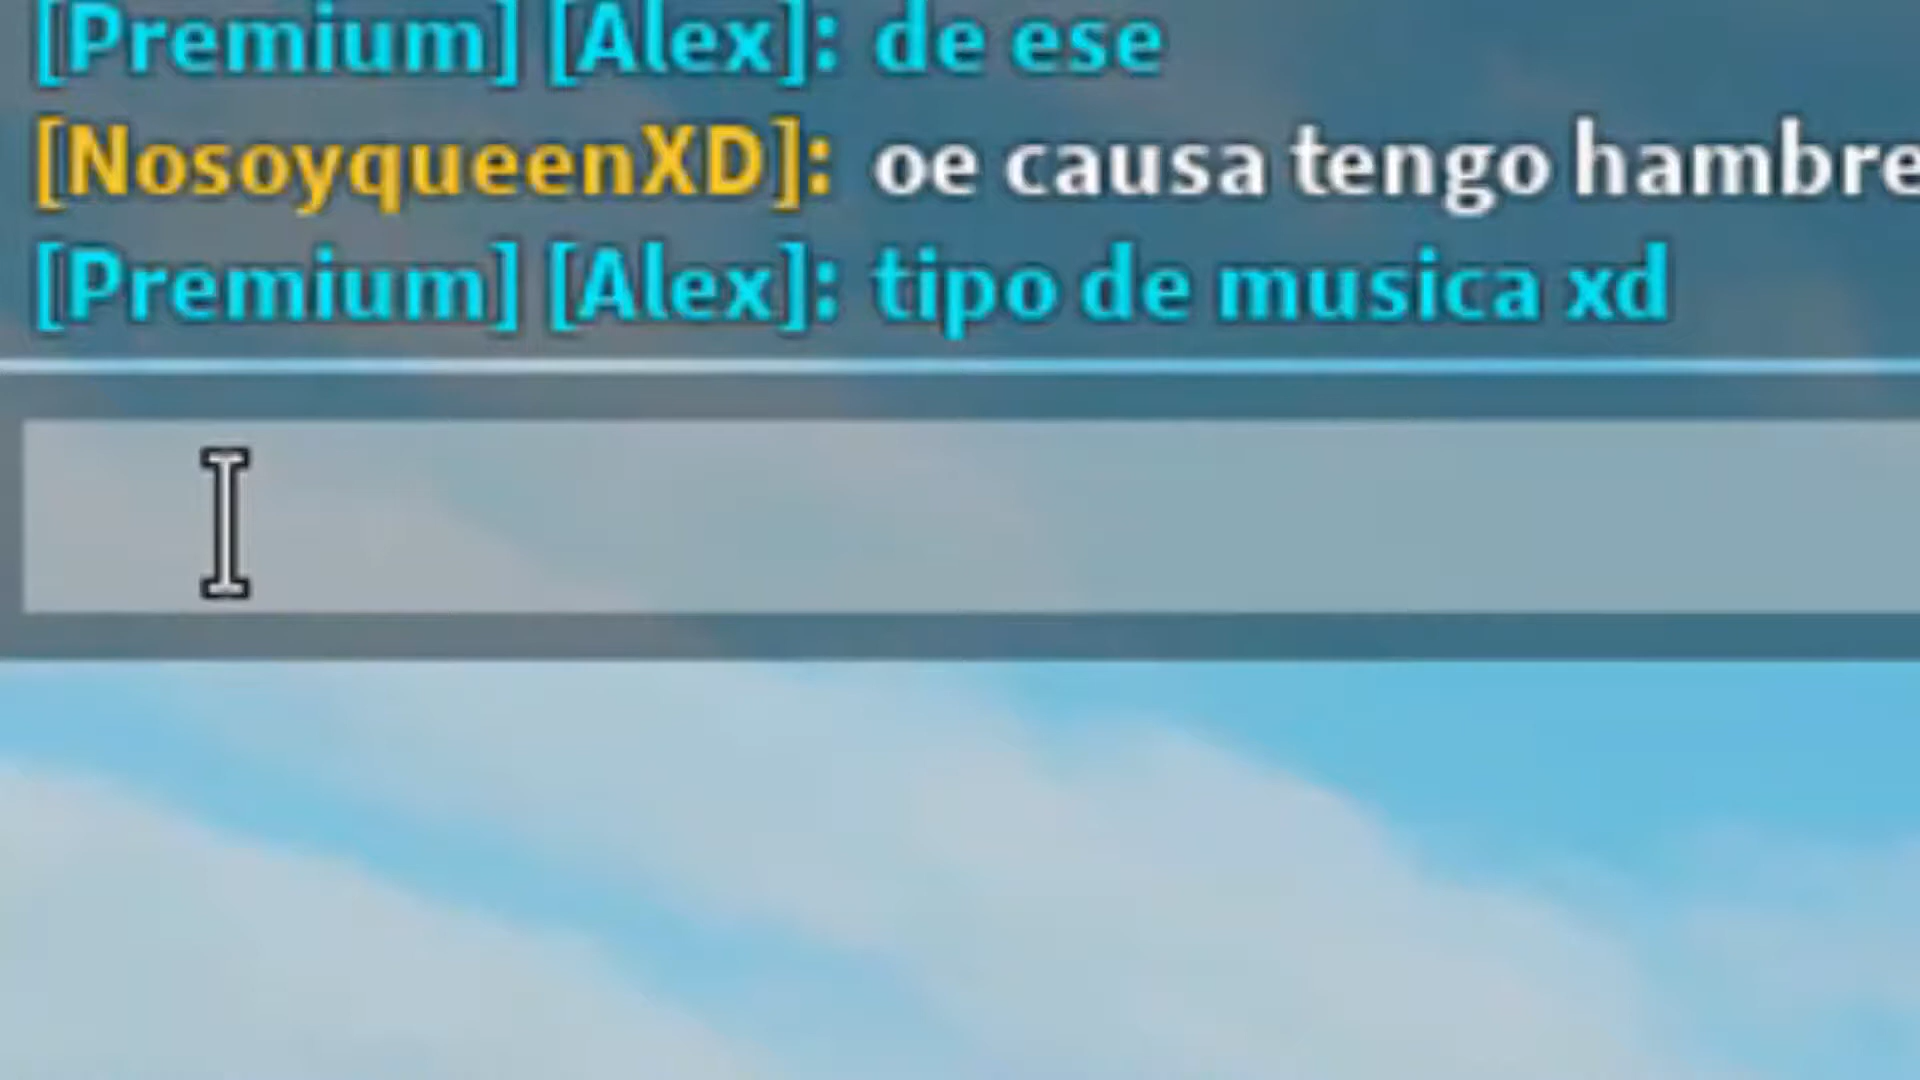 [Premium] [Alex]: de ese
[NosoyqueenXD]: oe causa tengo hambre
[Premium] [Alex]: tipo de musica xd